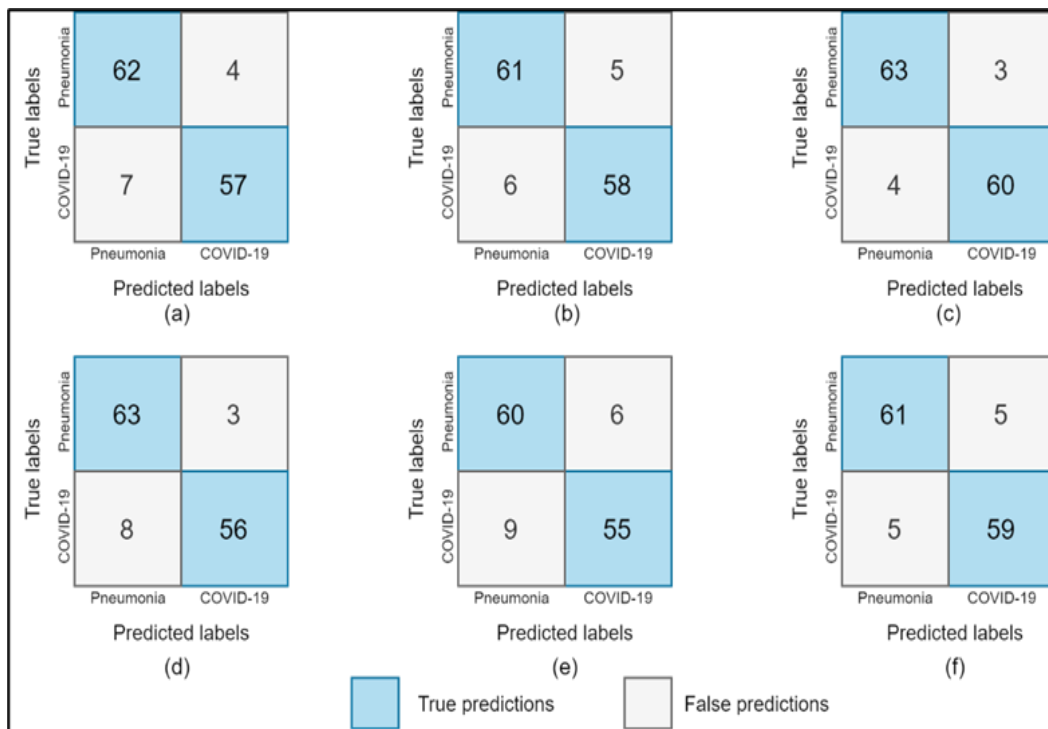 True labels
Pneumonia
COVID-19
62 4
7 57
Pneumonia COVID-19
Predicted labels
(a)
True labels
Pneumonia
COVID-19
61 5
6 58
Pneumonia COVID-19
Predicted labels
(b)
True labels
Pneumonia
COVID-19
63 3
4 60
Pneumonia COVID-19
Predicted labels
(c)
True labels
Pneumonia
COVID-19
63 3
8 56
Pneumonia COVID-19
Predicted labels
(d)
True labels
Pneumonia
COVID-19
60 6
9 55
Pneumonia COVID-19
Predicted labels
(e)
True labels
Pneumonia
COVID-19
61 5
5 59
Pneumonia COVID-19
Predicted labels
(f)
True predictions
False predictions